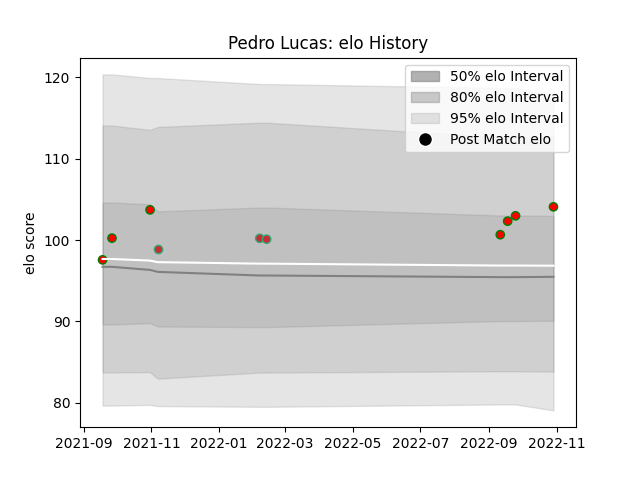 Pedro Lucas: elo History
50% elo Interval
80% elo Interval
95% elo Interval
Post Match elo
elo score
120
110
100
90
80
2021-09 2021-11 2022-01 2022-03 2022-05 2022-07 2022-09 2022-11